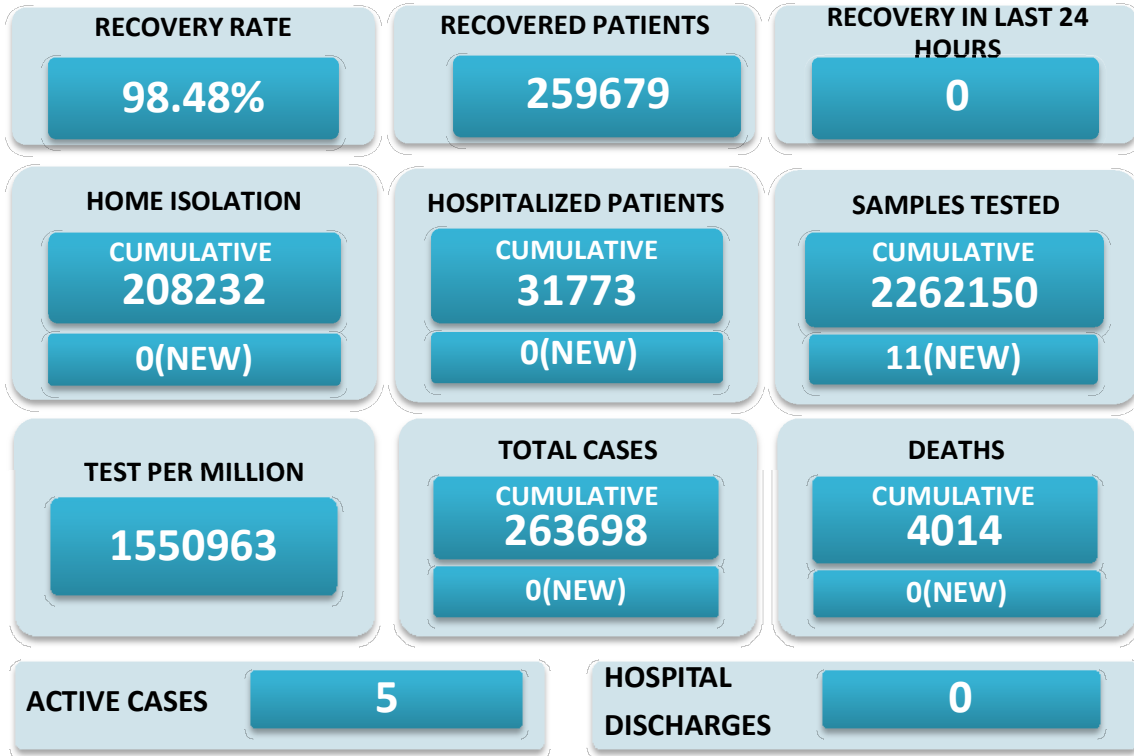 RECOVERY RATE
98.48%
RECOVERED PATIENTS
259679
RECOVERY IN LAST 24
HOURS
0
HOME ISOLATION
CUMULATIVE
208232
0(NEW)
HOSPITALIZED PATIENTS
CUMULATIVE
31773
0(NEW)
SAMPLES TESTED
CUMULATIVE
2262150
11(NEW)
TEST PER MILLION
1550963
TOTAL CASES
CUMULATIVE
263698
0(NEW)
DEATHS
CUMULATIVE
4014
0(NEW)
ACTIVE CASES
5
HOSPITAL
DISCHARGES
0